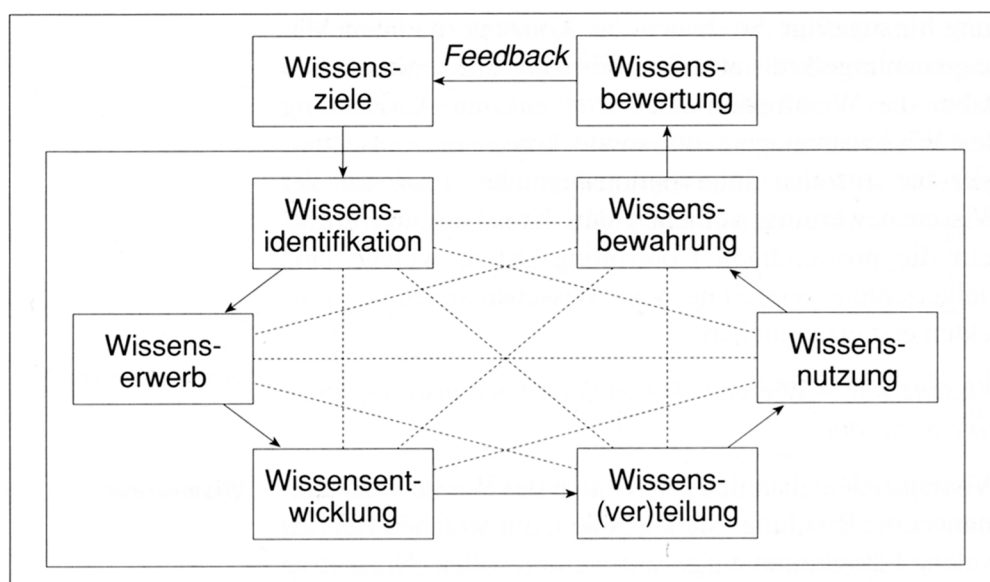 Wissens-
ziele
Feedback
Wissens-
bewertung
Wissens-
identifikation
Wissens-
bewahrung
Wissens-
erwerb
Wissens-
nutzung
Wissensent-
wicklung
Wissens-
(ver)teilung